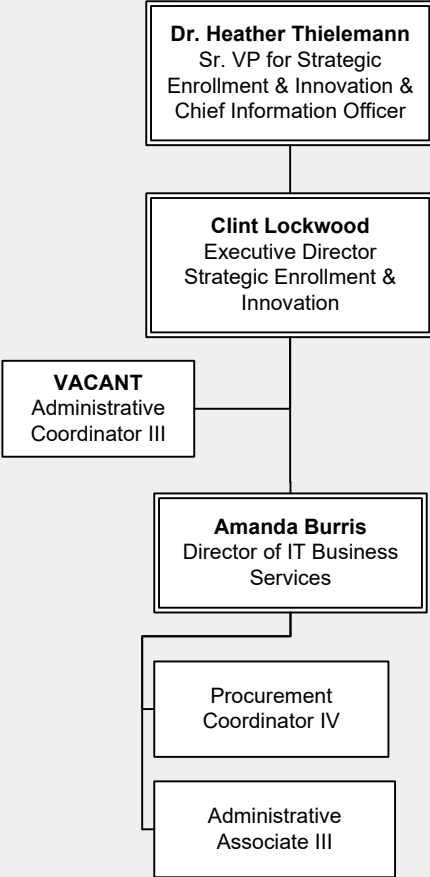 Dr. Heather Thielemann
Sr. VP for Strategic
Enrollment & Innovation &
Chief Information Officer
Clint Lockwood
Executive Director
Strategic Enrollment &
Innovation
VACANT
Administrative
Coordinator III
Amanda Burris
Director of IT Business
Services
Procurement
Coordinator IV
Administrative
Associate III